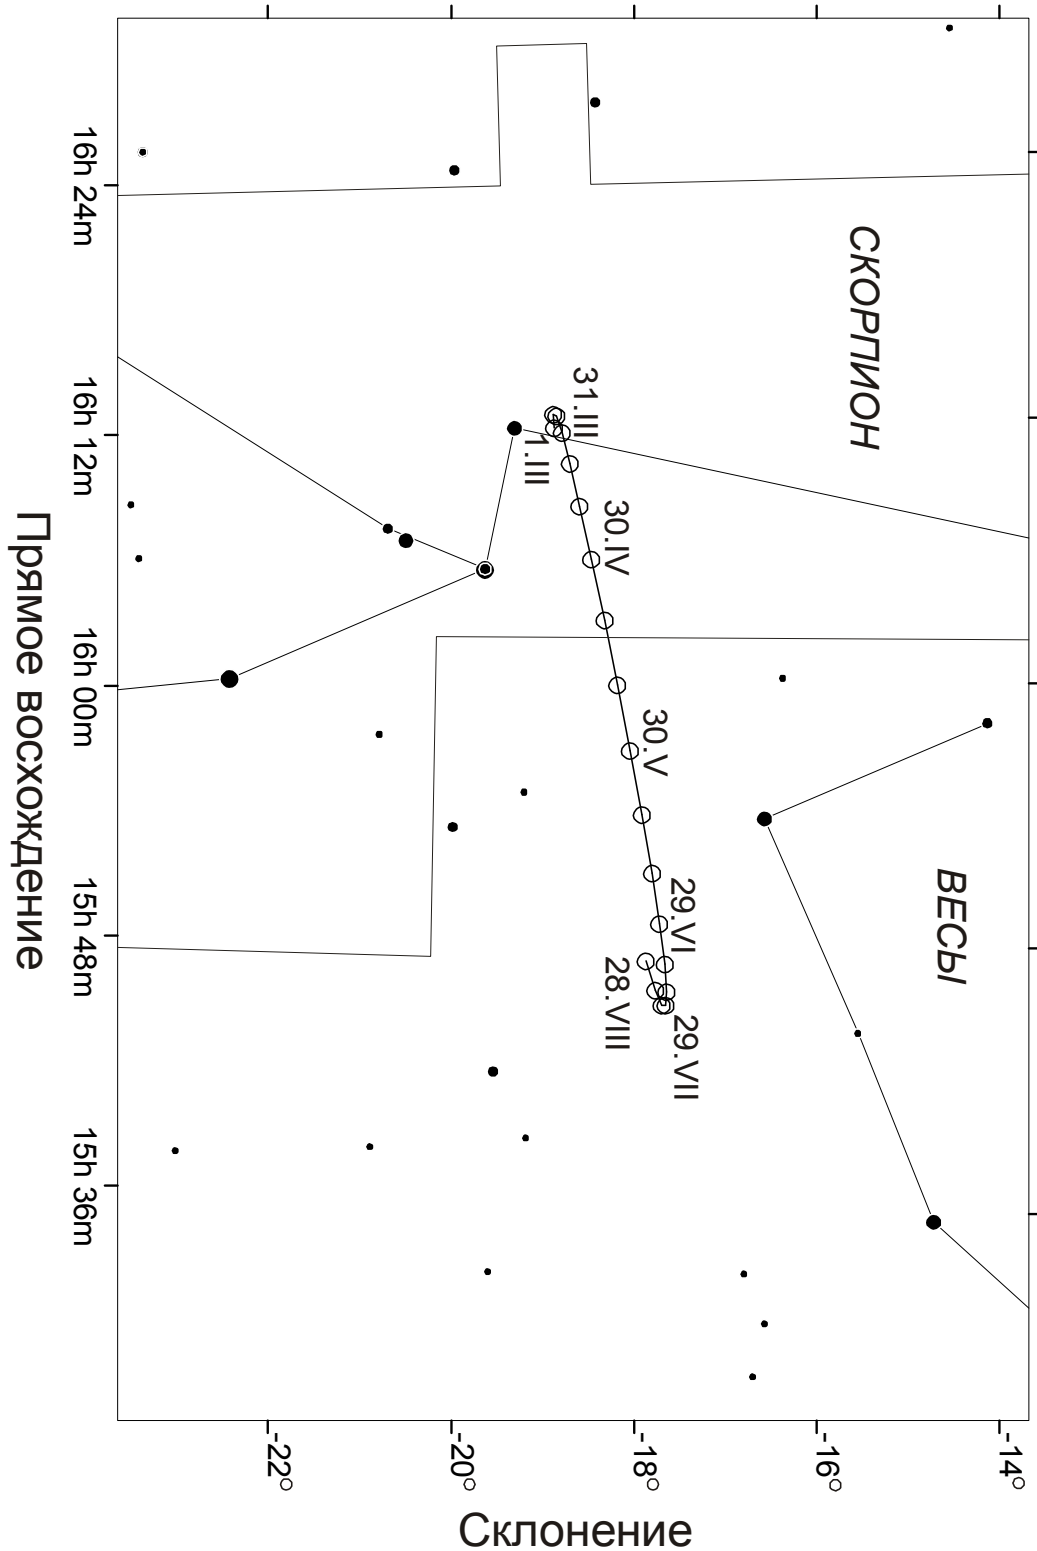 СКОРПИОН
ВЕСЫ
31.III
1.III
30.IV
30.V
29.VI
29.VII
28.VIII
16h 24m
16h 12m
16h 00m
15h 48m
15h 36m
Прямое восхождение
-14°
-16°
-18°
-20°
-22°
Склонение